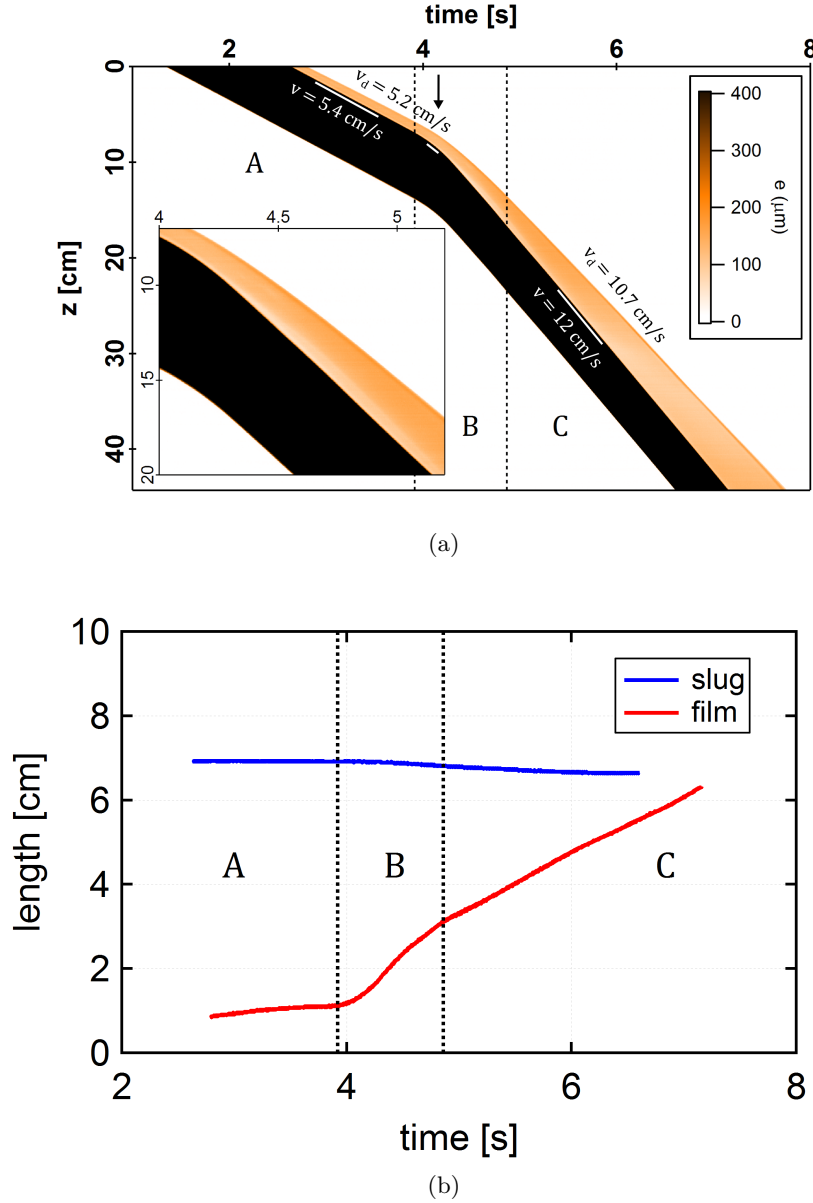 time [s]
2 4 6 8
0
10
20
30
40
z [cm]
v = 5.4 cm/s
v_d = 5.2 cm/s
A
B
C
v = 12 cm/s
v_d = 10.7 cm/s
400
300
200
100
0
e (μm)
4 4.5 5
10
15
20
(a)
10
8
6
4
2
0
length [cm]
slug
film
A
B
C
2 4 6 8
time [s]
(b)